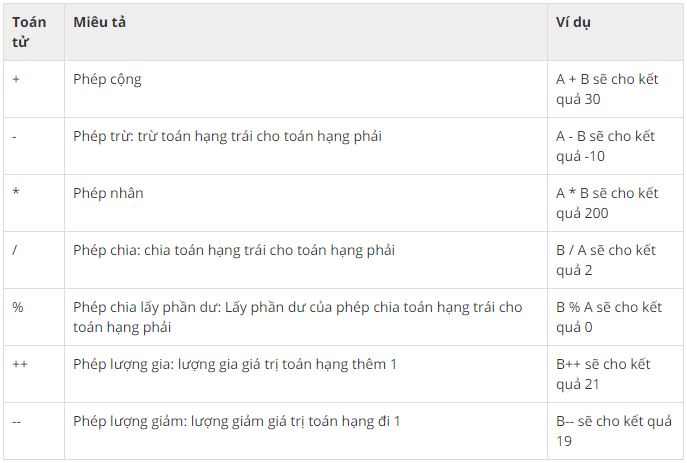 Toán
tử
Miêu tả
Ví dụ
+
Phép cộng
A + B sẽ cho kết
quả 30
-
Phép trừ: trừ toán hạng trái cho toán hạng phải
A - B sẽ cho kết
quả -10
*
Phép nhân
A * B sẽ cho kết
quả 200
/
Phép chia: chia toán hạng trái cho toán hạng phải
B / A sẽ cho kết
quả 2
%
Phép chia lấy phần dư: Lấy phần dư của phép chia toán hạng trái cho
toán hạng phải
B % A sẽ cho kết
quả 0
++
Phép lượng gia: lượng gia giá trị toán hạng thêm 1
B++ sẽ cho kết
quả 21
--
Phép lượng giảm: lượng giảm giá trị toán hạng đi 1
B-- sẽ cho kết quả
19